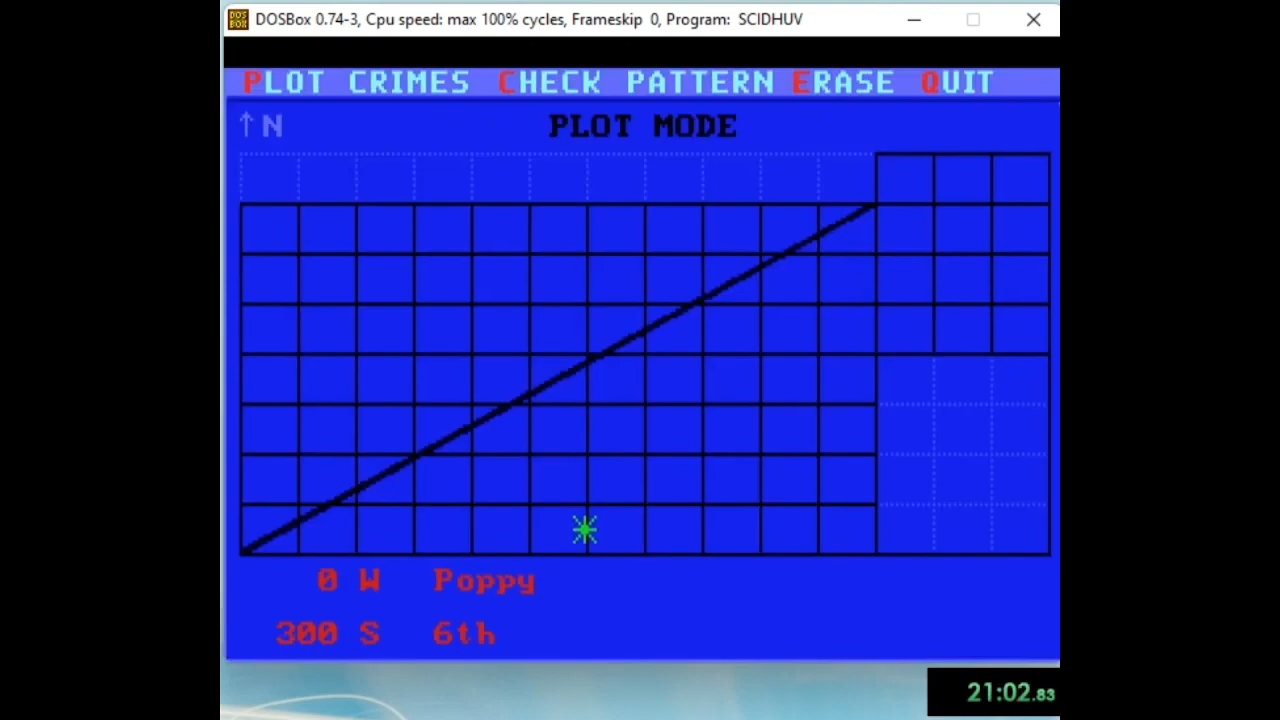 DOSBox 0.74-3, Cpu speed: max 100% cycles, Frameskip 0, Program: SCIDHUV
PLOT CRIMES CHECK PATTERN ERASE QUIT
↑N PLOT MODE
0 W Poppy
300 S 6th
21:02.83